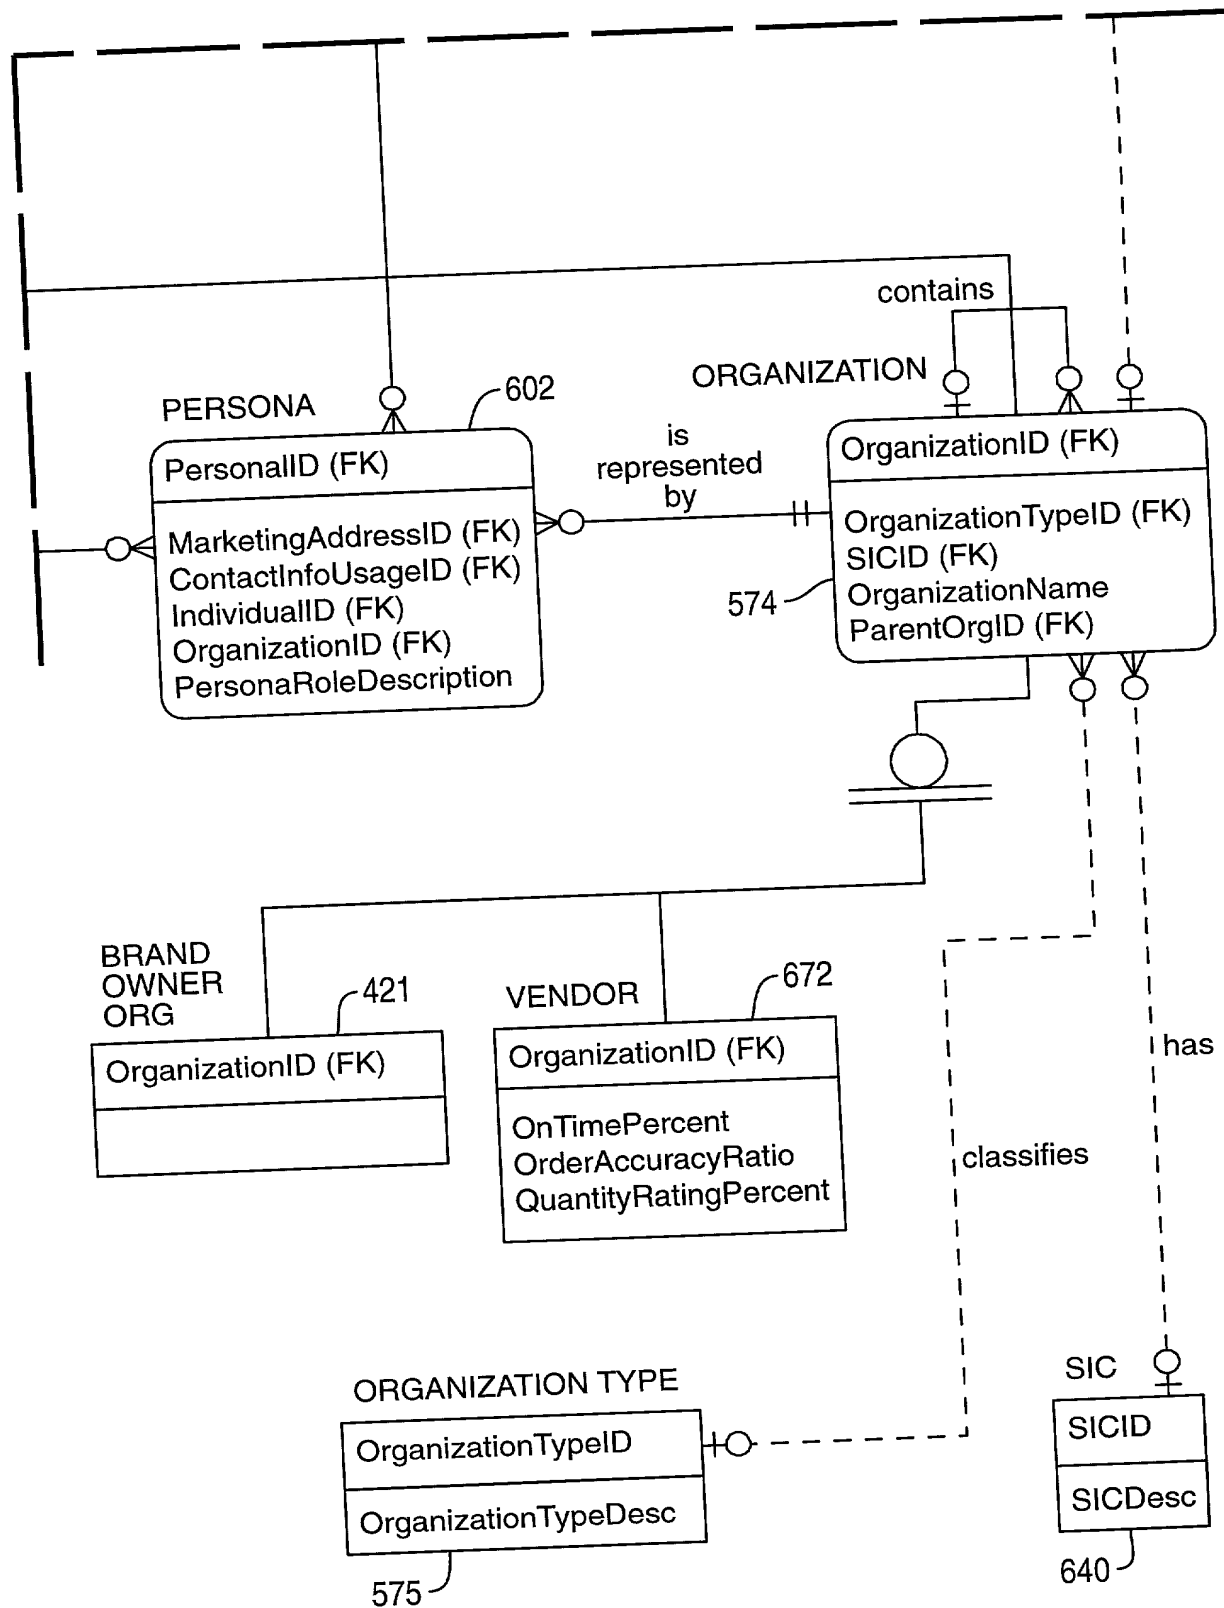 contains
ORGANIZATION
PERSONA
602
PersonalID (FK)
MarketingAddressID (FK)
ContactInfoUsageID (FK)
IndividualID (FK)
OrganizationID (FK)
PersonaRoleDescription
is
represented
by
OrganizationID (FK)
OrganizationTypeID (FK)
SICID (FK)
OrganizationName
ParentOrgID (FK)
574
BRAND
OWNER
ORG
421
OrganizationID (FK)
VENDOR
672
OrganizationID (FK)
OnTimePercent
OrderAccuracyRatio
QuantityRatingPercent
has
classifies
ORGANIZATION TYPE
OrganizationTypeID
OrganizationTypeDesc
575
SIC
SICID
SICDesc
640